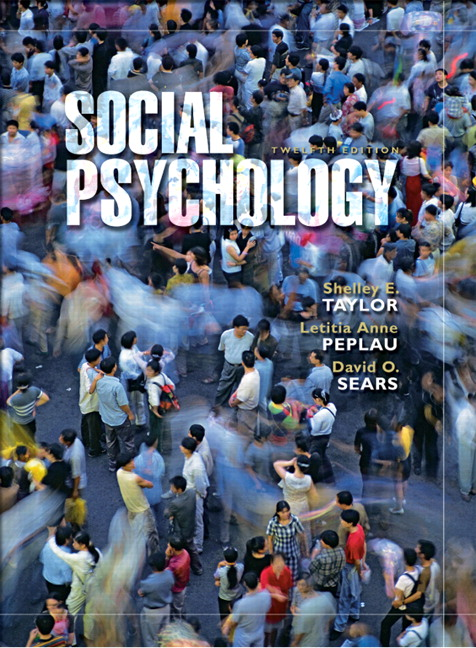 SOCIAL
TWELFTH EDITION
PSYCHOLOGY
Shelley E.
TAYLOR
Letitia Anne
PEPLAU
David O.
SEARS